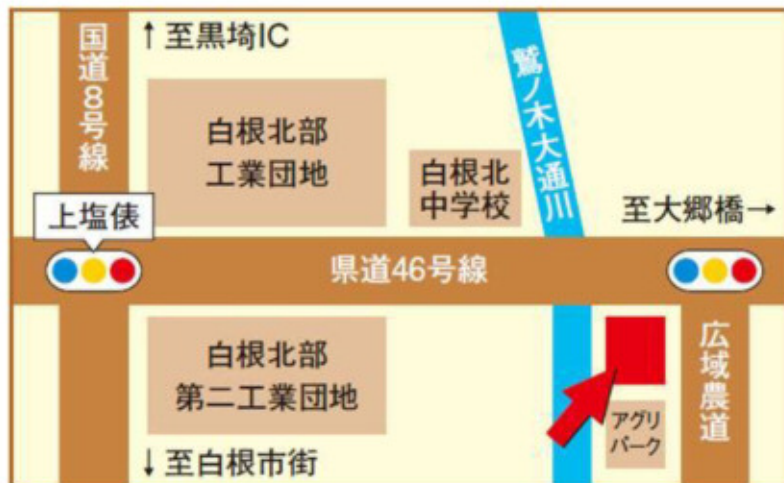 国道8号線
↑至黒埼IC
白根北部
工業団地
白根北
中学校
鷲ノ木大通川
至大郷橋→
上塩俵
県道46号線
白根北部
第二工業団地
アグリ
パーク
広域農道
↓至白根市街